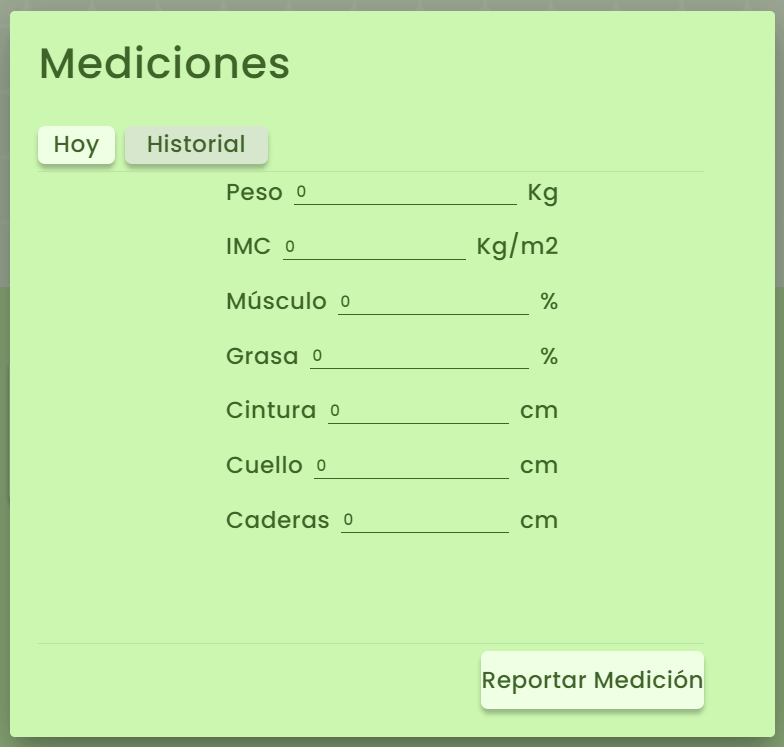 Mediciones
Hoy Historial
Peso 0 Kg
IMC 0 Kg/m2
Músculo 0 %
Grasa 0 %
Cintura 0 cm
Cuello 0 cm
Caderas 0 cm
Reportar Medición